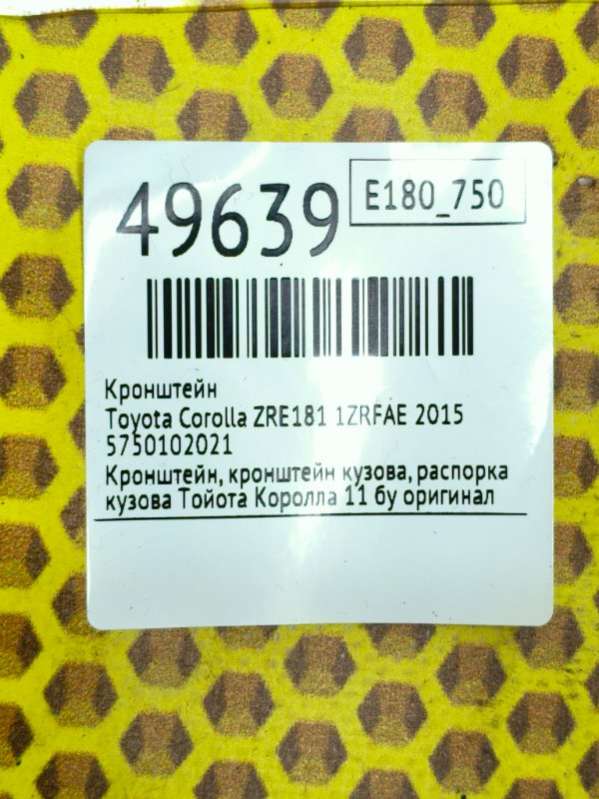 49639
E180_750
Кронштейн
Toyota Corolla ZRE181 1ZRFAE 2015
5750102021
Кронштейн, кронштейн кузова, распорка
кузова Тойота Королла 11 бу оригинал